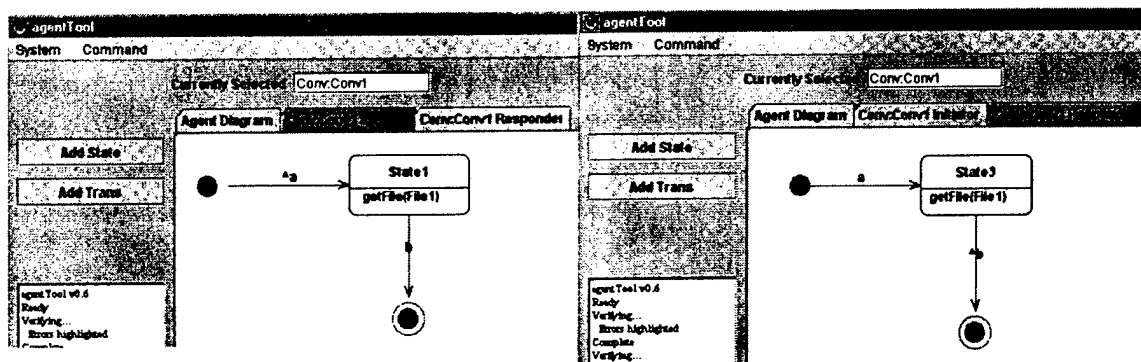 agentTool
System Command
Currently Selected Conv:Conv1
Agent Diagram Conv:Conv1 Responder
Add State
Add Trans
^a
State1
getFile(File1)
b
agentTool v0.6
Ready
Verifying...
Errors highlighted
Complete
agentTool
System Command
Currently Selected Conv:Conv1
Agent Diagram Conv:Conv1 Initiator
Add State
Add Trans
a
State3
getFile(File1)
^b
agentTool v0.6
Ready
Verifying...
Errors highlighted
Complete
Verifying...